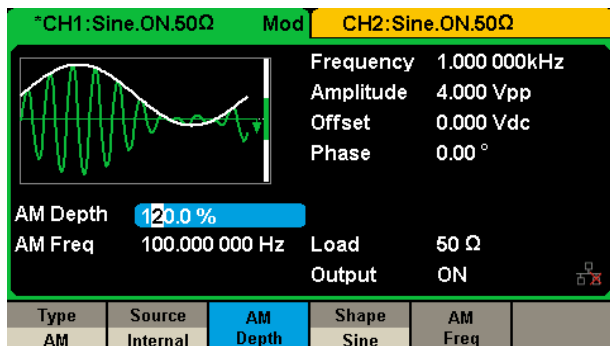 *CH1:Sine.ON.50Ω Mod CH2:Sine.ON.50Ω
Frequency 1.000 000kHz
Amplitude 4.000 Vpp
Offset 0.000 Vdc
Phase 0.00 °
AM Depth 120.0 %
AM Freq 100.000 000 Hz Load 50 Ω
Output ON
Type Source AM Shape AM
AM Internal Depth Sine Freq